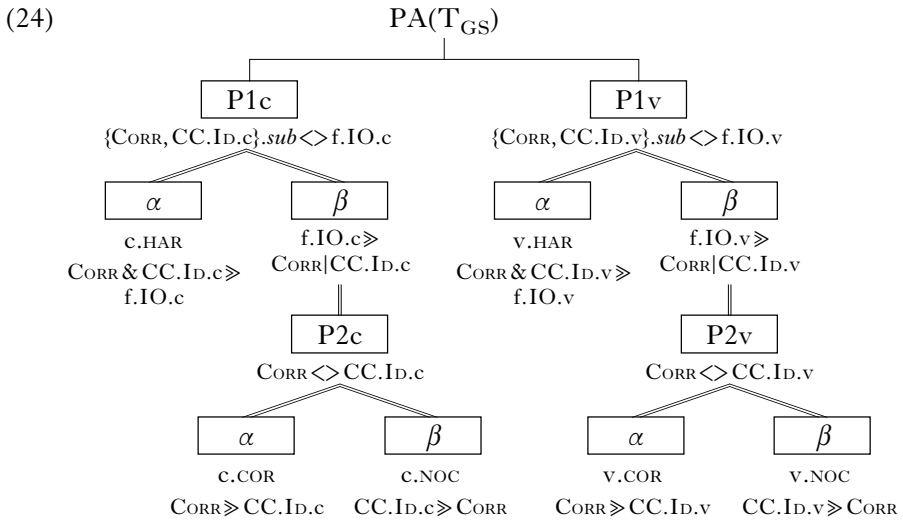 (24) PA(T_GS)
P1c P1v
{CORR, CC.ID.c}.sub <> f.IO.c {CORR, CC.ID.v}.sub <> f.IO.v
α β α β
c.HAR f.IO.c≫ v.HAR f.IO.v≫
CORR & CC.ID.c≫ CORR|CC.ID.c CORR & CC.ID.v≫ CORR|CC.ID.v
f.IO.c f.IO.v
P2c P2v
CORR <> CC.ID.c CORR <> CC.ID.v
α β α β
c.COR c.NOC v.COR v.NOC
CORR≫CC.ID.c CC.ID.c≫CORR CORR≫CC.ID.v CC.ID.v≫CORR